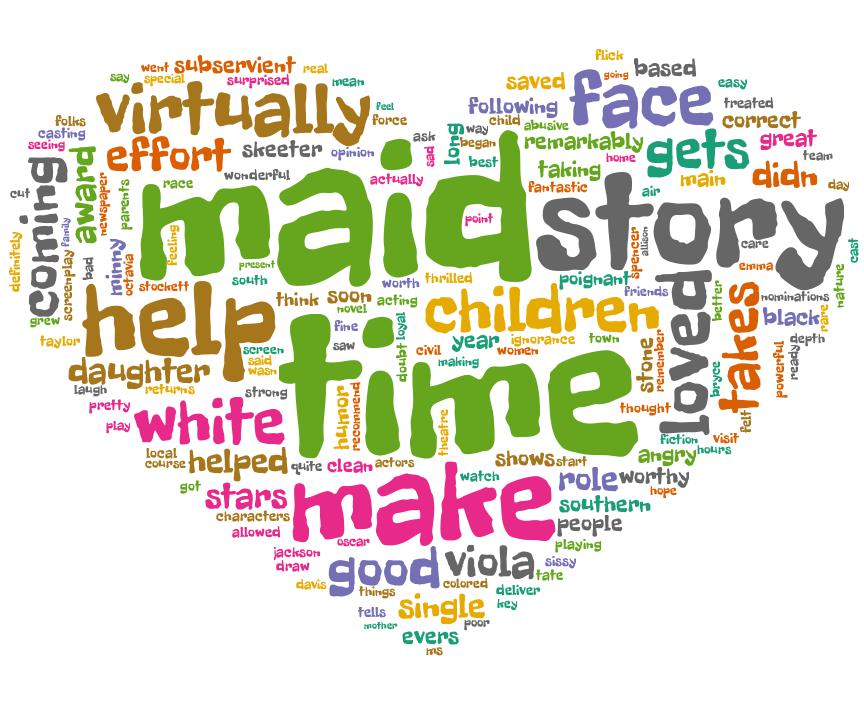 flick
went subservient real
say special surprised mean
saved going based easy
virtually feel force
following face treated
child abusive correct
folks casting seeing
effort skeeter opinion ask sad long way began best
remarkably gets great team
home taking fantastic air main didn day
coming award newspaper parents race wonderful actually
cut
maid point story
definitely screenplay family bad minny octavia feeling stockett present south
spencer allison care emma cast nature
worth thrilled poignant friends
grew help think soon novel acting
children loved better takes nominations black rare
taylor screen fine saw loyal doubt year ignorance town
civil women making
time stone remember bryce powerful ready depth
daughter said wasn
laugh returns strong
pretty play white humor recommend theatre thought felt
fiction visit hours
local course helped quite clean actors shows start angry
got stars make watch role worthy hope
characters southern
allowed oscar people
jackson draw good viola playing sissy tate
davis things colored deliver key
tells single poor
mother evers
ms